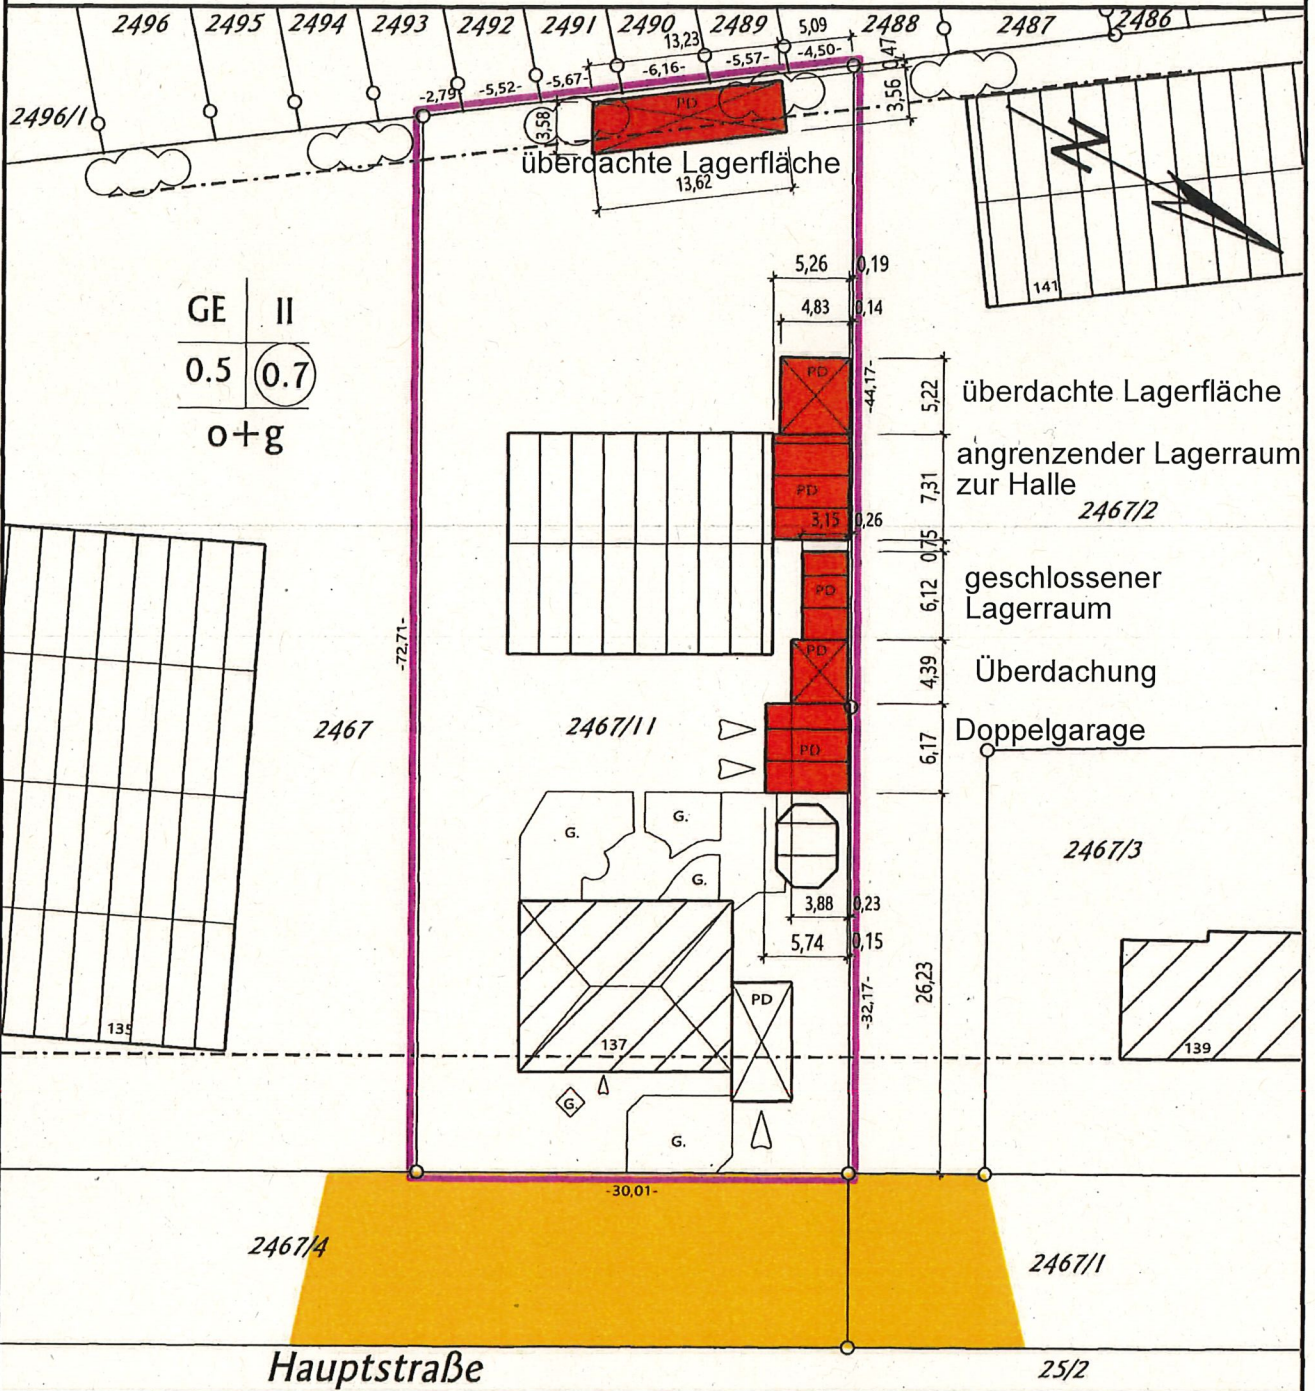 2496 2495 2494 2493 2492 2491 2490 2489 5,09 2488 2487 2486
13,23
-2,79 -5,52- -5,67- -6,16- -5,57- -4,50- 0,47
2496/1
3,58 PD 3,56
überdachte Lagerfläche
13,62
5,26 0,19
141
GE II
4,83 0,14
0.5 0.7
o+g
PD -44,17- 5,22 überdachte Lagerfläche
angrenzender Lagerraum
zur Halle
PD 7,31
2467/2
3,15 0,26
0,75
geschlossener
Lagerraum
PD 6,12
-72,71-
PD 4,39 Überdachung
2467 2467/11
Doppelgarage
PD 6,17
G. G.
2467/3
G.
3,88 0,23
5,74 0,15
26,23
PD -32,17-
135 137 139
G.
G.
-30,01-
2467/4 2467/1
Hauptstraße 25/2
N